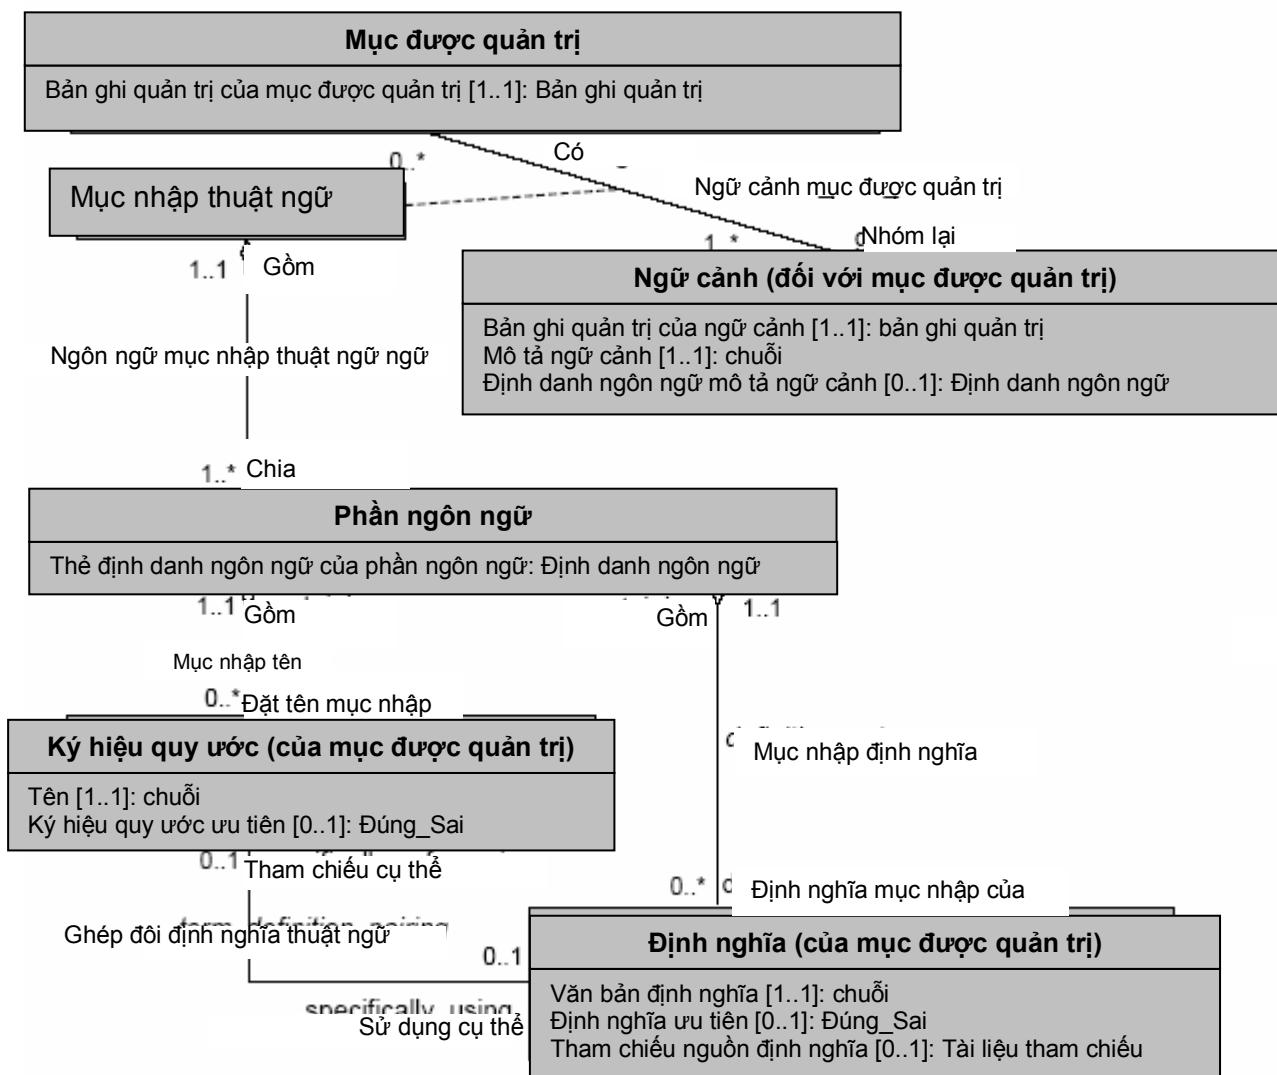 Mục được quản trị
Bản ghi quản trị của mục được quản trị [1..1]: Bản ghi quản trị
0..*
Có
Mục nhập thuật ngữ
Ngữ cảnh mục được quản trị
1..*
Nhóm lại
1..1
Gồm
Ngữ cảnh (đối với mục được quản trị)
Bản ghi quản trị của ngữ cảnh [1..1]: bản ghi quản trị
Mô tả ngữ cảnh [1..1]: chuỗi
Định danh ngôn ngữ mô tả ngữ cảnh [0..1]: Định danh ngôn ngữ
Ngôn ngữ mục nhập thuật ngữ ngữ
1..*
Chia
Phần ngôn ngữ
Thẻ định danh ngôn ngữ của phần ngôn ngữ: Định danh ngôn ngữ
1..1
Gồm
Gồm
1..1
Mục nhập tên
0..*
Đặt tên mục nhập
Ký hiệu quy ước (của mục được quản trị)
Tên [1..1]: chuỗi
Ký hiệu quy ước ưu tiên [0..1]: Đúng_Sai
Mục nhập định nghĩa
0..1
Tham chiếu cụ thể
0..*
Định nghĩa mục nhập của
Ghép đôi định nghĩa thuật ngữ
0..1
specifically using
Sử dụng cụ thể
Định nghĩa (của mục được quản trị)
Văn bản định nghĩa [1..1]: chuỗi
Định nghĩa ưu tiên [0..1]: Đúng_Sai
Tham chiếu nguồn định nghĩa [0..1]: Tài liệu tham chiếu